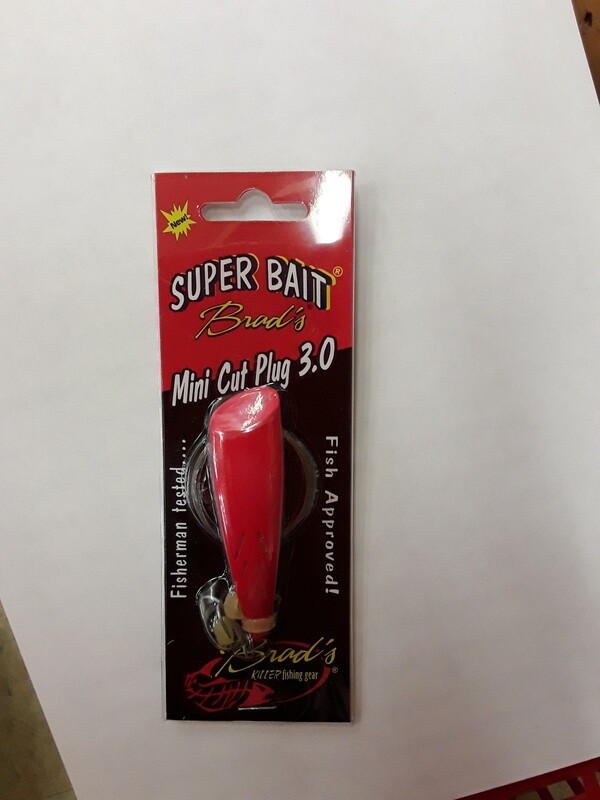 New!
SUPER BAIT®
Brad's
Mini Cut Plug 3.0
Fisherman tested....
Fish Approved!
Brad's
KILLER fishing gear ®